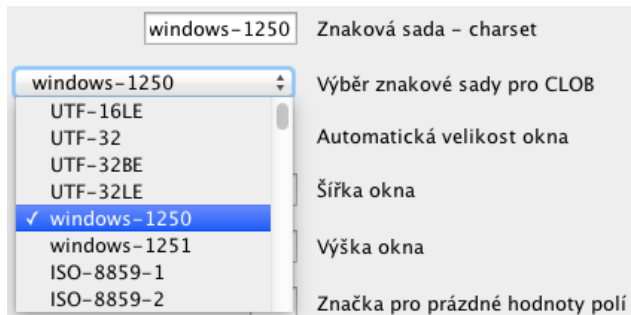 windows-1250 Znaková sada – charset
windows-1250 Výběr znakové sady pro CLOB
UTF-16LE
UTF-32 Automatická velikost okna
UTF-32BE
UTF-32LE Šířka okna
✓ windows-1250
windows-1251 Výška okna
ISO-8859-1
ISO-8859-2 Značka pro prázdné hodnoty polí